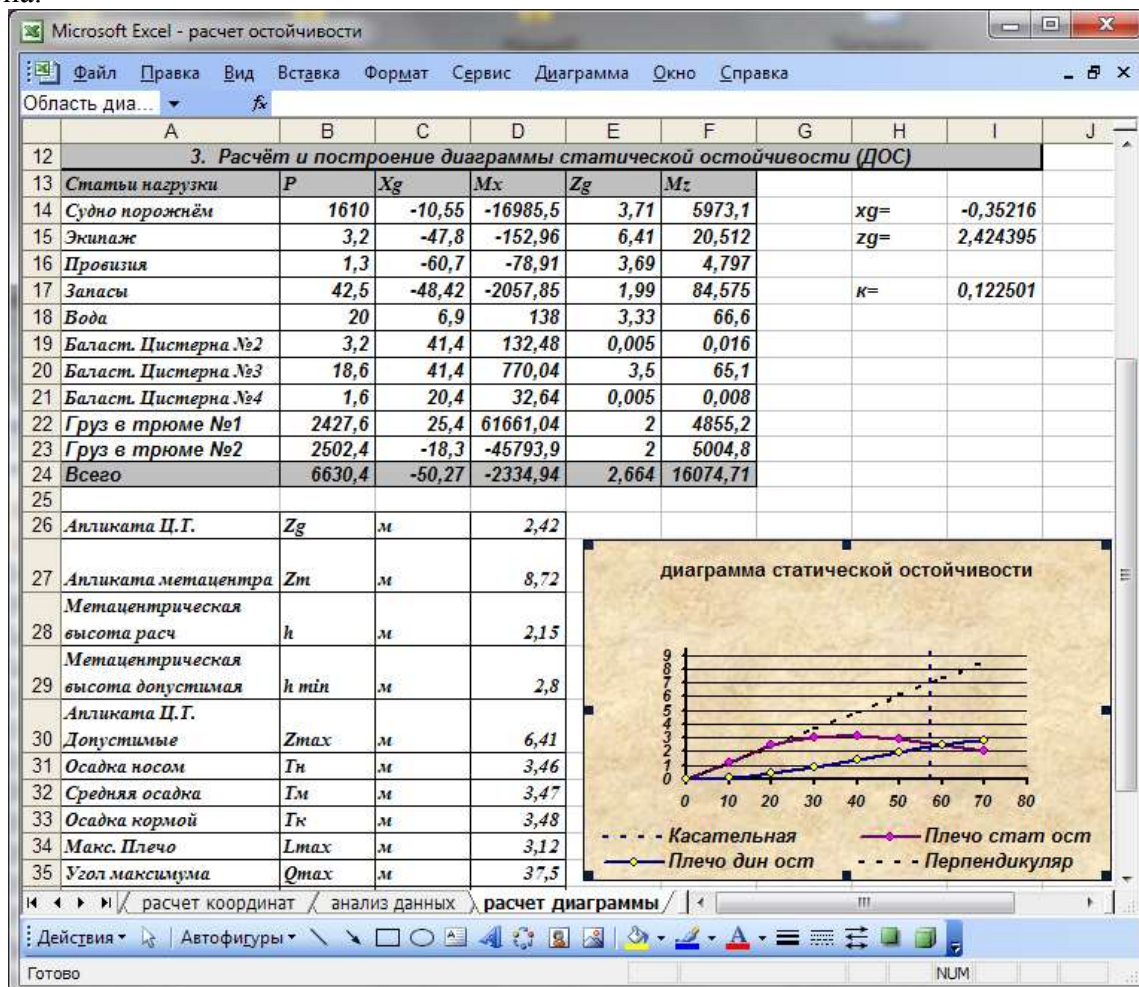 на.
Microsoft Excel - расчет остойчивости
Файл Правка Вид Вставка Формат Сервис Диаграмма Окно Справка
Область диа... fx
A B C D E F G H I J
12 3. Расчёт и построение диаграммы статической остойчивости (ДОС)
13 Статьи нагрузки P Xg Mx Zg Mz
14 Судно порожнём 1610 -10,55 -16985,5 3,71 5973,1 xg= -0,35216
15 Экипаж 3,2 -47,8 -152,96 6,41 20,512 zg= 2,424395
16 Провизия 1,3 -60,7 -78,91 3,69 4,797
17 Запасы 42,5 -48,42 -2057,85 1,99 84,575 к= 0,122501
18 Вода 20 6,9 138 3,33 66,6
19 Баласт. Цистерна №2 3,2 41,4 132,48 0,005 0,016
20 Баласт. Цистерна №3 18,6 41,4 770,04 3,5 65,1
21 Баласт. Цистерна №4 1,6 20,4 32,64 0,005 0,008
22 Груз в трюме №1 2427,6 25,4 61661,04 2 4855,2
23 Груз в трюме №2 2502,4 -18,3 -45793,9 2 5004,8
24 Всего 6630,4 -50,27 -2334,94 2,664 16074,71
25
26 Апликата Ц.Т. Zg м 2,42
27 Апликата метацентра Zm м 8,72
Метацентрическая
28 высота расч h м 2,15
Метацентрическая
29 высота допустимая h min м 2,8
Апликата Ц.Т.
30 Допустимые Zmax м 6,41
31 Осадка носом Тн м 3,46
32 Средняя осадка Тм м 3,47
33 Осадка кормой Тк м 3,48
34 Макс. Плечо Lmax м 3,12
35 Угол максимума Qmax м 37,5
диаграмма статической остойчивости
9
8
7
6
5
4
3
2
1
0
0 10 20 30 40 50 60 70 80
Касательная Плечо стат ост
Плечо дин ост Перпендикуляр
расчет координат анализ данных расчет диаграммы
Действия Автофигуры
Готово NUM